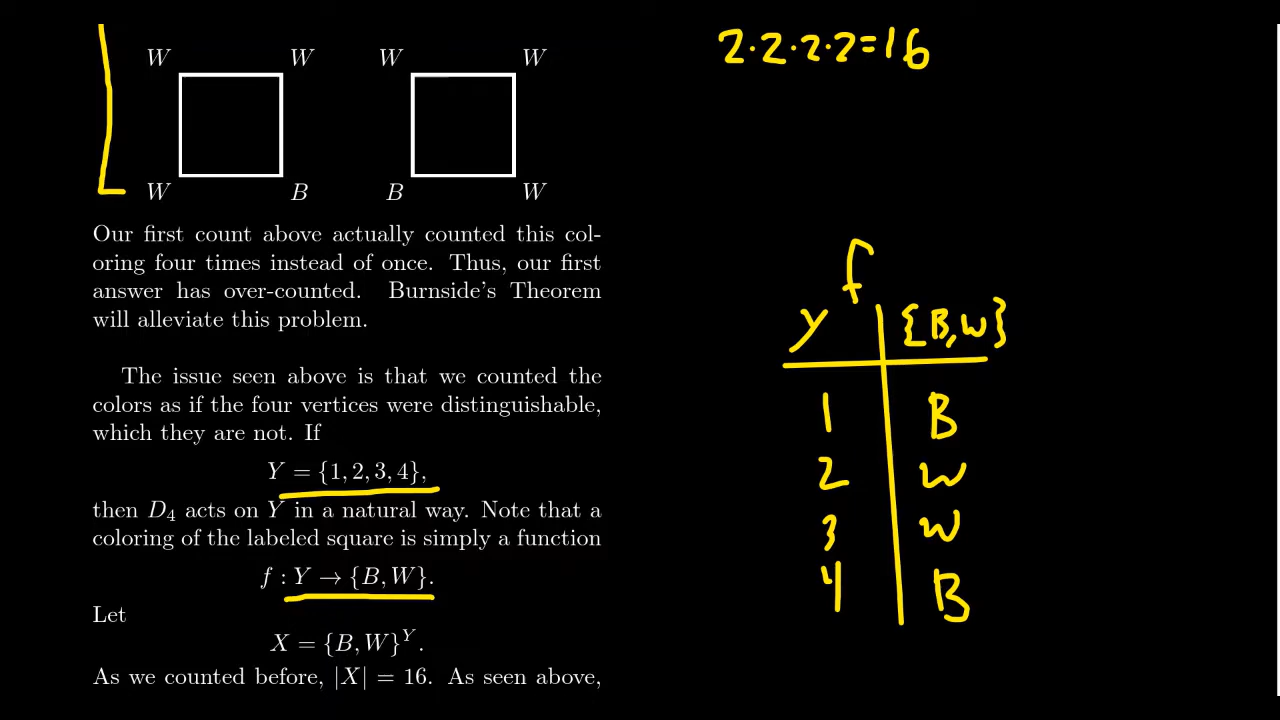 W W W W
W B B W
Our first count above actually counted this col-
oring four times instead of once. Thus, our first
answer has over-counted. Burnside's Theorem
will alleviate this problem.
The issue seen above is that we counted the
colors as if the four vertices were distinguishable,
which they are not. If
Y = {1, 2, 3, 4},
then D₄ acts on Y in a natural way. Note that a
coloring of the labeled square is simply a function
f : Y → {B, W}.
Let
X = {B, W}^Y.
As we counted before, |X| = 16. As seen above,
2·2·2·2=16
f
Y {B,W}
1 B
2 W
3 W
4 B